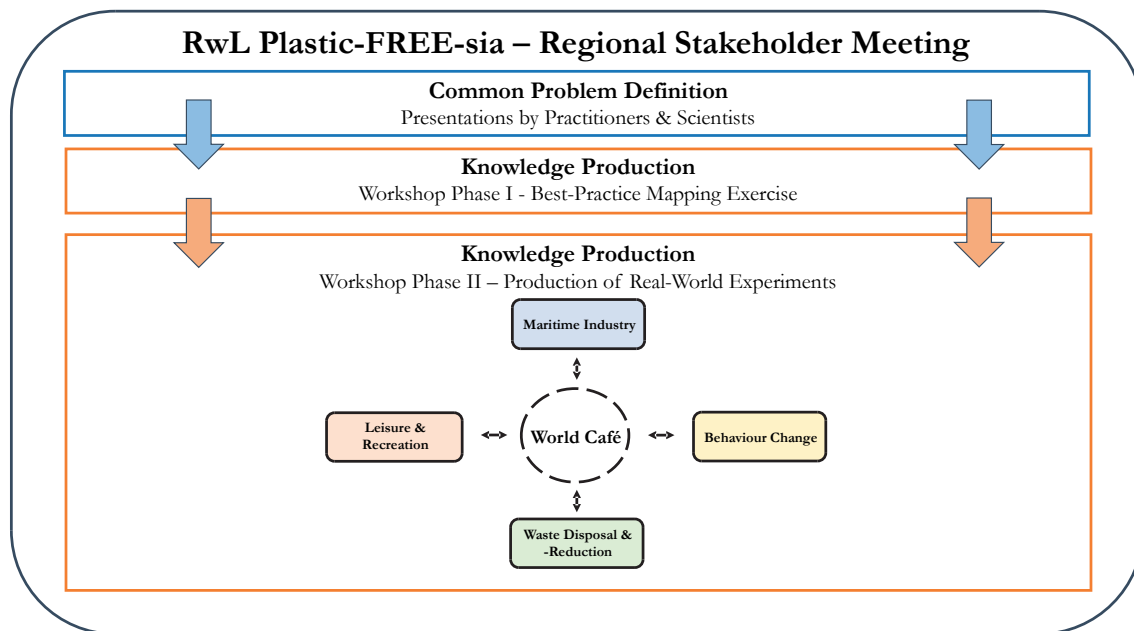 RwL Plastic-FREE-sia – Regional Stakeholder Meeting
Common Problem Definition
Presentations by Practitioners & Scientists
Knowledge Production
Workshop Phase I - Best-Practice Mapping Exercise
Knowledge Production
Workshop Phase II – Production of Real-World Experiments
Maritime Industry
Leisure &
Recreation
World Café
Behaviour Change
Waste Disposal &
-Reduction